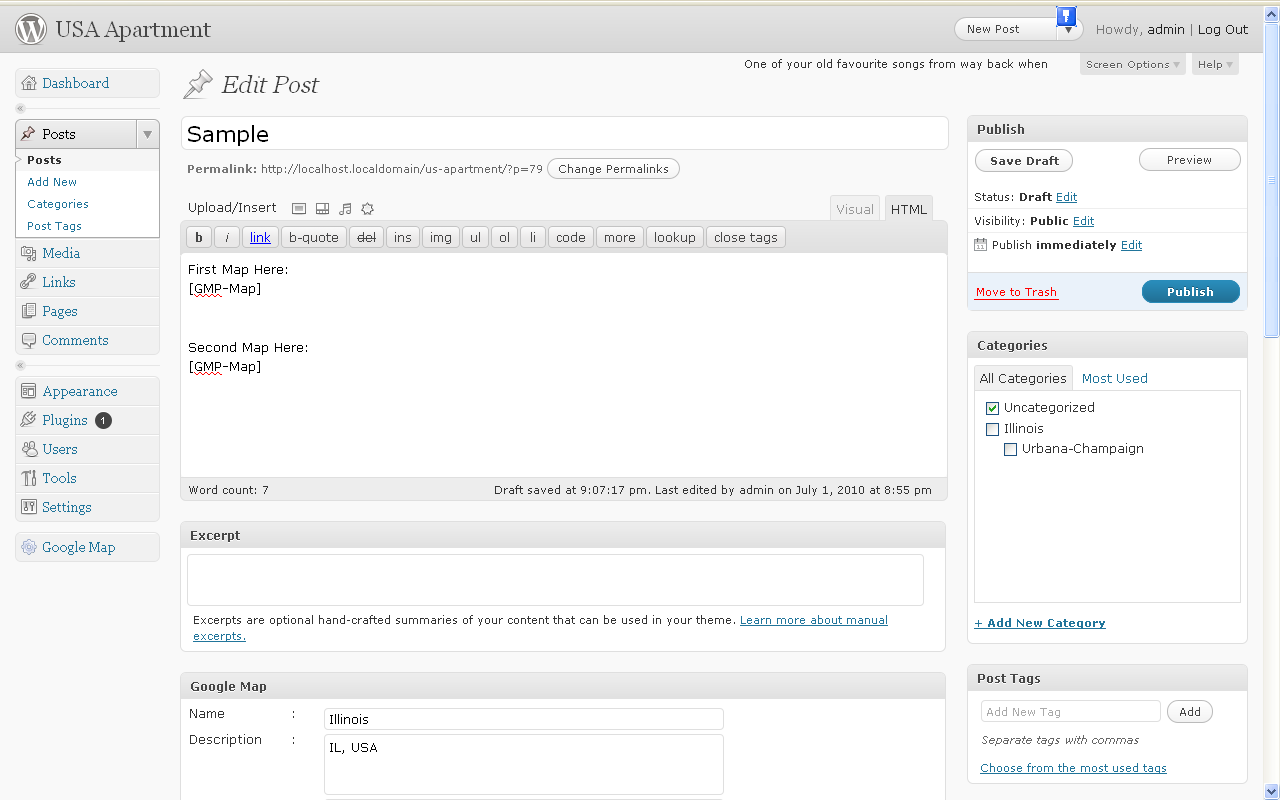 USA Apartment
New Post
Howdy, admin | Log Out
One of your old favourite songs from way back when
Screen Options
Help
Dashboard
Posts
Posts
Add New
Categories
Post Tags
Media
Links
Pages
Comments
Appearance
Plugins 1
Users
Tools
Settings
Google Map
Edit Post
Sample
Permalink: http://localhost.localdomain/us-apartment/?p=79 Change Permalinks
Upload/Insert
Visual
HTML
b i link b-quote del ins img ul ol li code more lookup close tags
First Map Here:
[GMP-Map]
Second Map Here:
[GMP-Map]
Word count: 7
Draft saved at 9:07:17 pm. Last edited by admin on July 1, 2010 at 8:55 pm
Excerpt
Excerpts are optional hand-crafted summaries of your content that can be used in your theme. Learn more about manual
excerpts.
Google Map
Name : Illinois
Description : IL, USA
Publish
Save Draft
Preview
Status: Draft Edit
Visibility: Public Edit
Publish immediately Edit
Move to Trash
Publish
Categories
All Categories
Most Used
Uncategorized
Illinois
Urbana-Champaign
+ Add New Category
Post Tags
Add New Tag
Add
Separate tags with commas
Choose from the most used tags